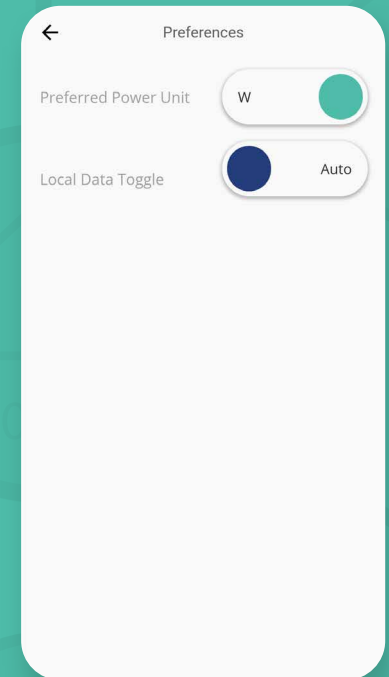 Preferences
Preferred Power Unit
W
Local Data Toggle
Auto